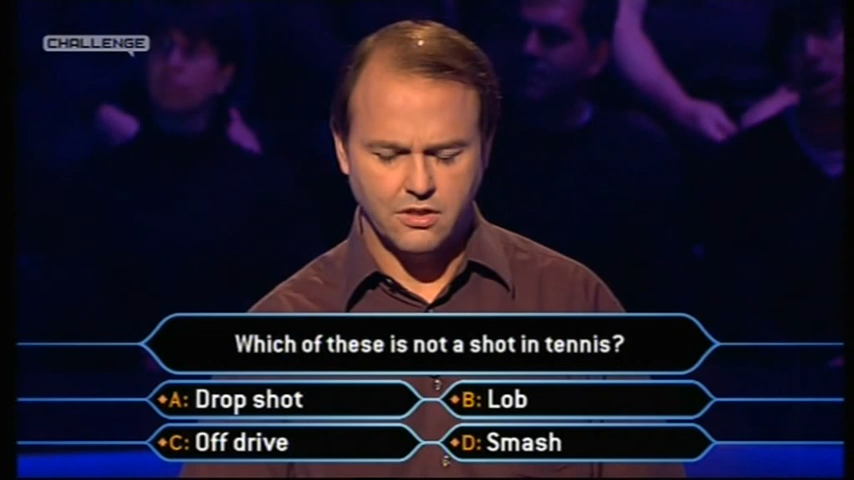 CHALLENGE
Which of these is not a shot in tennis?
A: Drop shot
B: Lob
C: Off drive
D: Smash